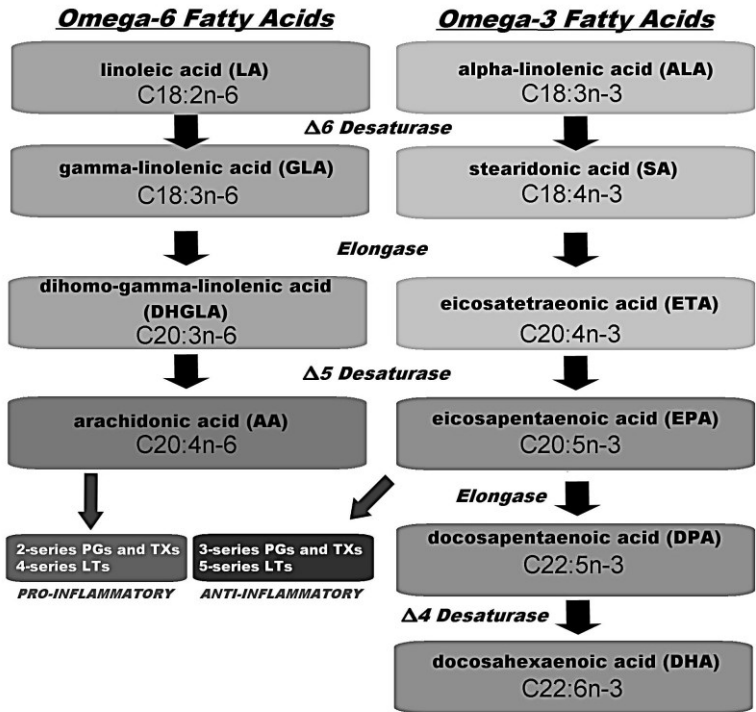 Omega-6 Fatty Acids
Omega-3 Fatty Acids
linoleic acid (LA)
C18:2n-6
alpha-linolenic acid (ALA)
C18:3n-3
Δ6 Desaturase
gamma-linolenic acid (GLA)
C18:3n-6
stearidonic acid (SA)
C18:4n-3
Elongase
dihomo-gamma-linolenic acid
(DHGLA)
C20:3n-6
eicosatetraeonic acid (ETA)
C20:4n-3
Δ5 Desaturase
arachidonic acid (AA)
C20:4n-6
eicosapentaenoic acid (EPA)
C20:5n-3
Elongase
2-series PGs and TXs
4-series LTs
PRO-INFLAMMATORY
3-series PGs and TXs
5-series LTs
ANTI-INFLAMMATORY
docosapentaenoic acid (DPA)
C22:5n-3
Δ4 Desaturase
docosahexaenoic acid (DHA)
C22:6n-3